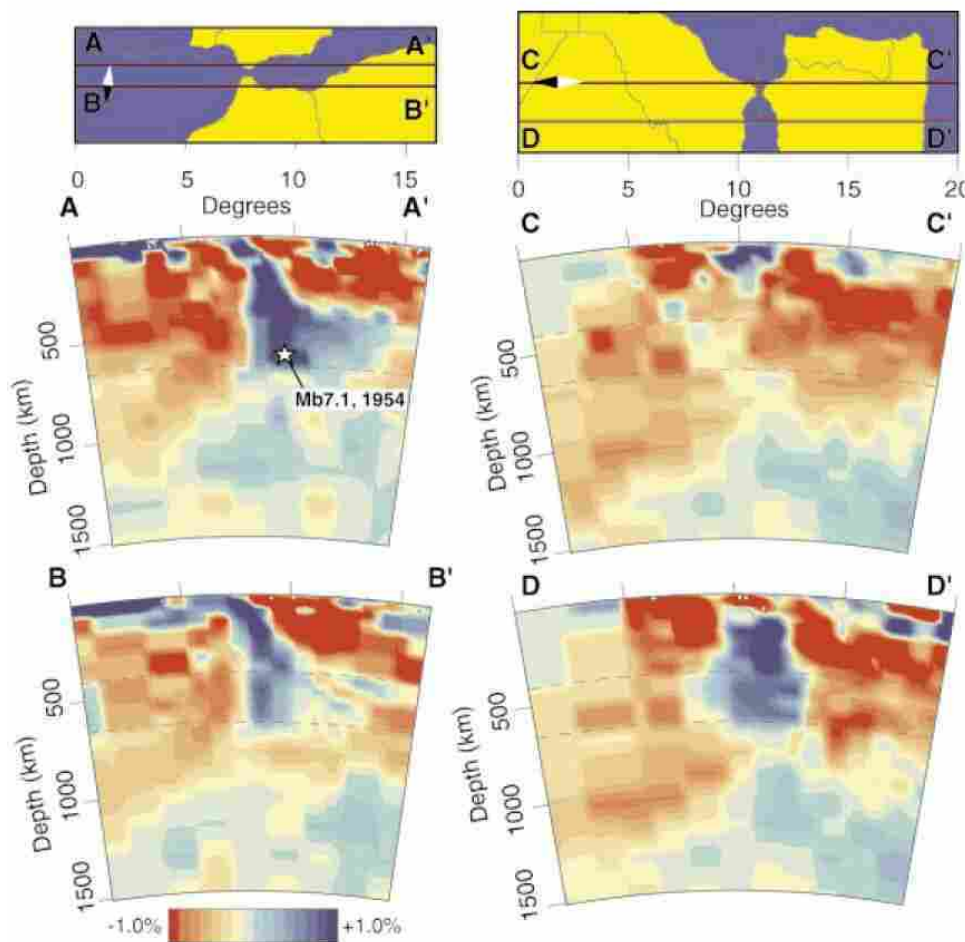 A A'
B B'
0 5 10 15
Degrees
C C'
D D'
0 5 10 15 20
Degrees
A A'
Depth (km)
500
1000
1500
Mb7.1, 1954
C C'
Depth (km)
500
1000
1500
B B'
Depth (km)
500
1000
1500
D D'
Depth (km)
500
1000
1500
-1.0% +1.0%